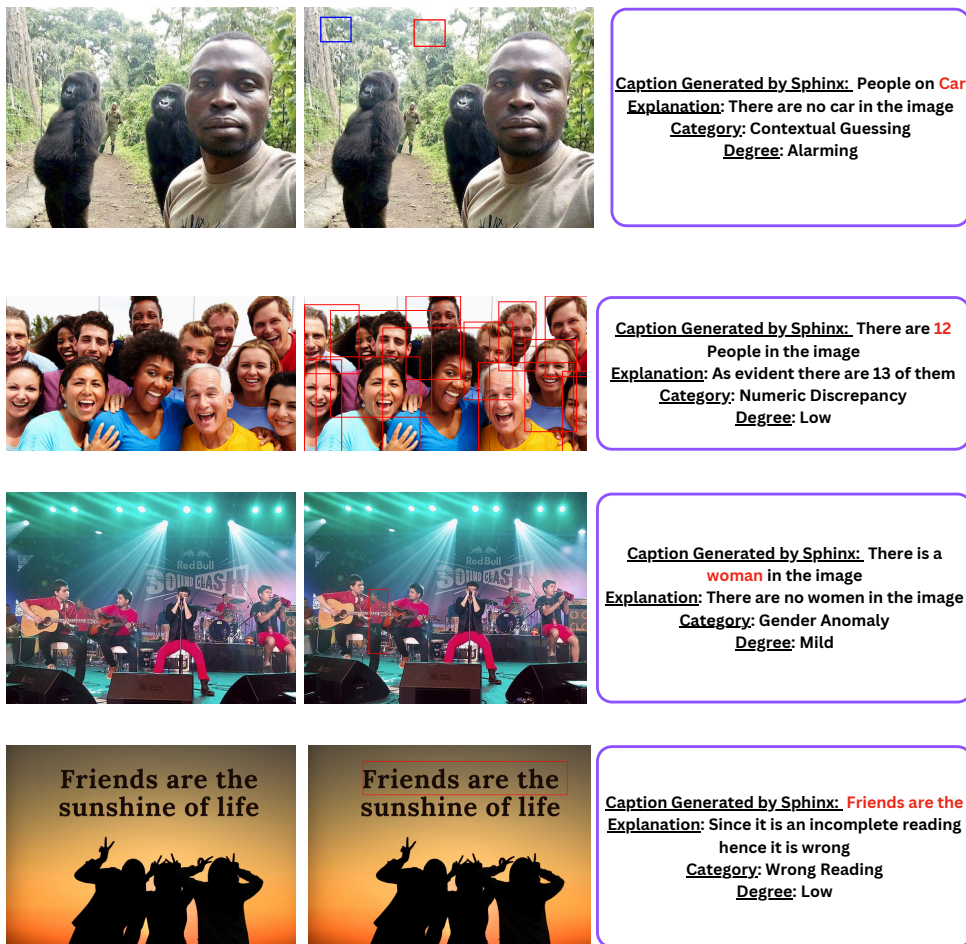 Caption Generated by Sphinx: People on Car
Explanation: There are no car in the image
Category: Contextual Guessing
Degree: Alarming
Caption Generated by Sphinx: There are 12
People in the image
Explanation: As evident there are 13 of them
Category: Numeric Discrepancy
Degree: Low
Red Bull
SOUND CLASH
Red Bull
SOUND CLASH
Caption Generated by Sphinx: There is a
woman in the image
Explanation: There are no women in the image
Category: Gender Anomaly
Degree: Mild
Friends are the
sunshine of life
Friends are the
sunshine of life
Caption Generated by Sphinx: Friends are the
Explanation: Since it is an incomplete reading
hence it is wrong
Category: Wrong Reading
Degree: Low